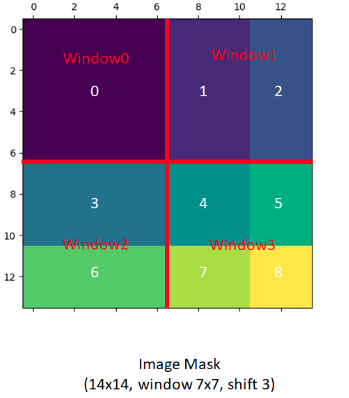 0 2 4 6 8 10 12
0
Window0 Window1
2
0 1 2
4
6
8
3 4 5
10
Window2 Window3
12
6 7 8
Image Mask
(14x14, window 7x7, shift 3)